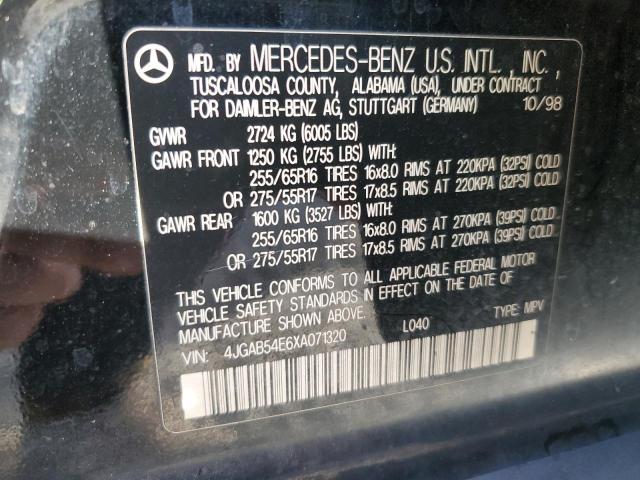 MFD. BY MERCEDES-BENZ U.S. INTL., INC.,
TUSCALOOSA COUNTY, ALABAMA (USA), UNDER CONTRACT
FOR DAIMLER-BENZ AG, STUTTGART (GERMANY) 10/98
GVWR 2724 KG (6005 LBS)
GAWR FRONT 1250 KG (2755 LBS) WITH:
255/65R16 TIRES 16x8.0 RIMS AT 220KPA (32PSI) COLD
OR 275/55R17 TIRES 17x8.5 RIMS AT 220KPA (32PSI) COLD
GAWR REAR 1600 KG (3527 LBS) WITH:
255/65R16 TIRES 16x8.0 RIMS AT 270KPA (39PSI) COLD
OR 275/55R17 TIRES 17x8.5 RIMS AT 270KPA (39PSI) COLD
THIS VEHICLE CONFORMS TO ALL APPLICABLE FEDERAL MOTOR
VEHICLE SAFETY STANDARDS IN EFFECT ON THE DATE OF
MANUFACTURE SHOWN ABOVE.
VIN: 4JGAB54E6XA071320 L040 TYPE: MPV